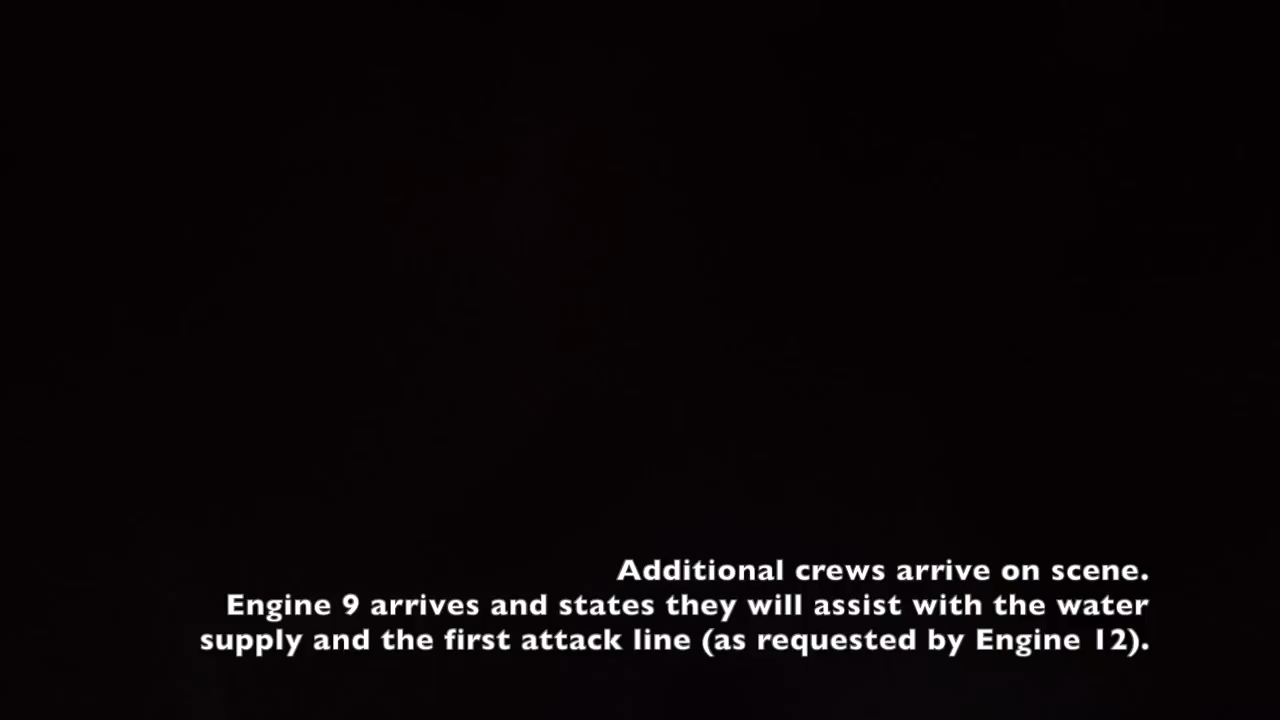 Additional crews arrive on scene.
Engine 9 arrives and states they will assist with the water
supply and the first attack line (as requested by Engine 12).